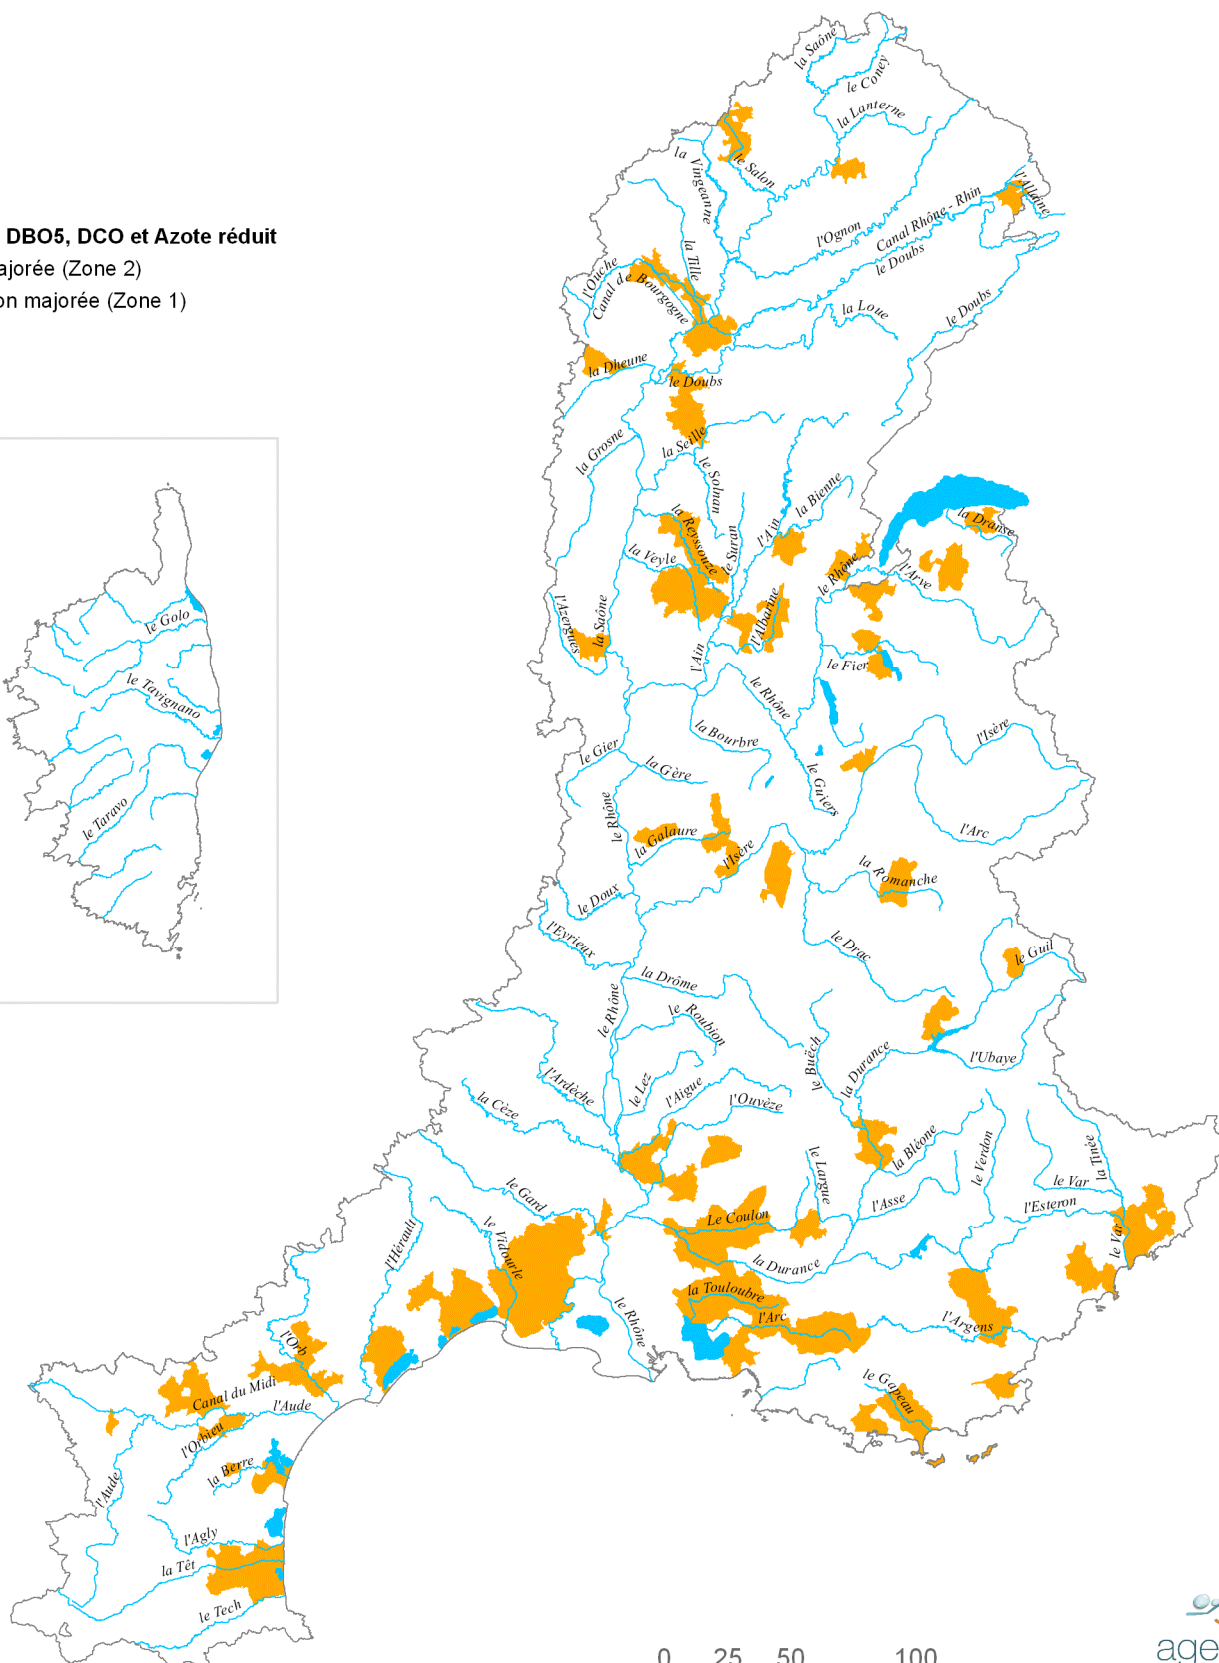 DBO5, DCO et Azote réduit
ajorée (Zone 2)
on majorée (Zone 1)
la Saône
le Coney
la Lanterne
le Salon
la Vingeanne
l'Allaine
Canal Rhône - Rhin
l'Ognon
le Doubs
la Tille
l'Ouche
Canal de Bourgogne
la Loue
le Doubs
la Dheune
le Doubs
la Grosne
la Seille
le Solnan
la Bienne
l'Ain
la Reyssouze
le Suran
la Veyle
la Dranse
le Rhône
l'Arve
l'Azergues
la Saône
l'Albarine
l'Ain
le Fier
le Rhône
la Bourbre
l'Isère
le Gier
la Gère
le Guiers
le Rhône
la Galaure
l'Isère
l'Arc
la Romanche
le Doux
l'Eyrieux
le Drac
le Guil
la Drôme
le Rhône
le Roubion
le Buëch
la Durance
l'Ubaye
l'Ardèche
le Lez
l'Aigue
l'Ouvèze
la Cèze
la Bléone
le Verdon
la Tinée
le Largue
l'Asse
le Var
l'Esteron
le Gard
le Vidourle
l'Hérault
Le Coulon
la Durance
le Var
la Touloubre
l'Arc
le Rhône
l'Argens
le Gapeau
l'Orb
Canal du Midi
l'Aude
l'Orbieu
la Berre
l'Aude
l'Agly
la Têt
le Tech
le Golo
le Tavignano
le Taravo
0 25 50 100
age